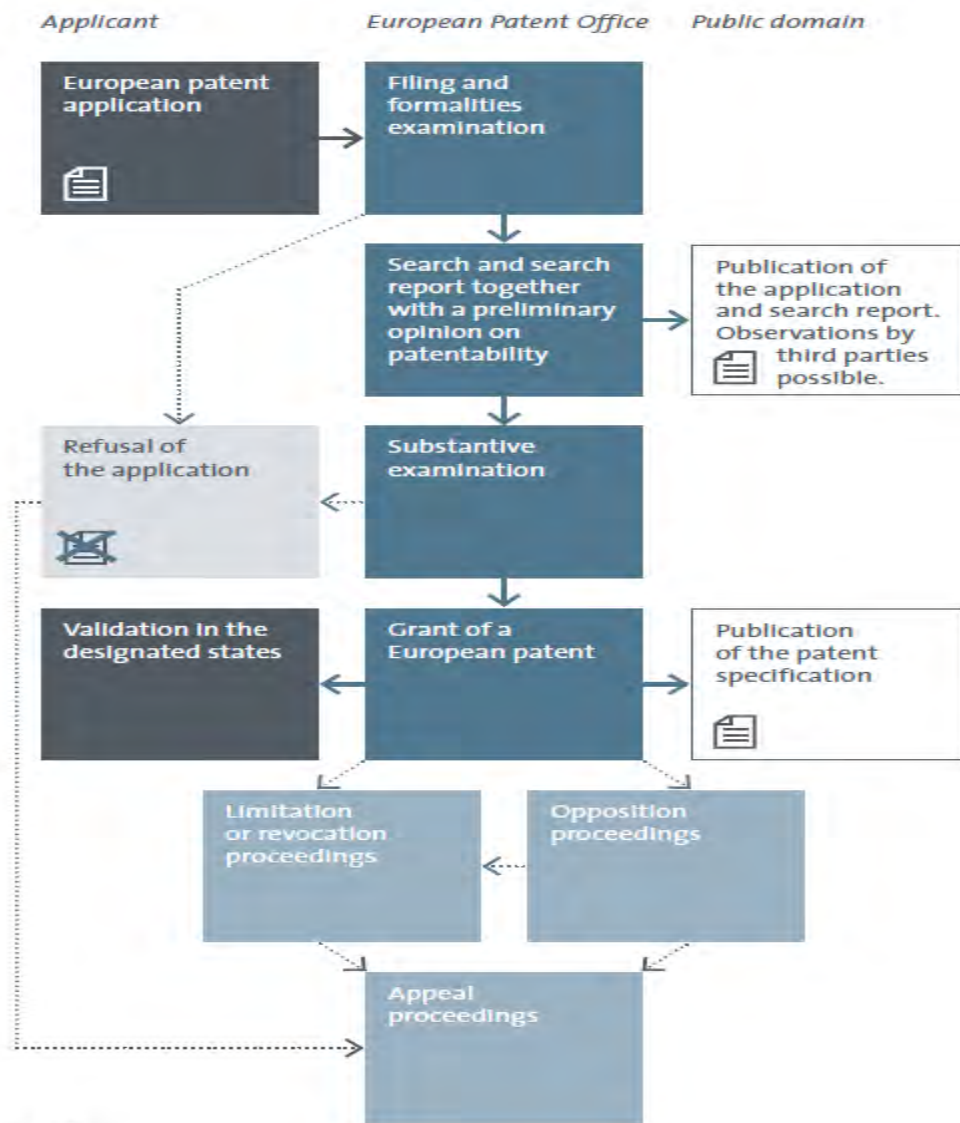 Applicant
European Patent Office
Public domain
European patent
application
Filing and
formalities
examination
Search and search
report together
with a preliminary
opinion on
patentability
Publication of
the application
and search report.
Observations by
third parties
possible.
Refusal of
the application
Substantive
examination
Validation in the
designated states
Grant of a
European patent
Publication
of the patent
specification
Limitation
or revocation
proceedings
Opposition
proceedings
Appeal
proceedings